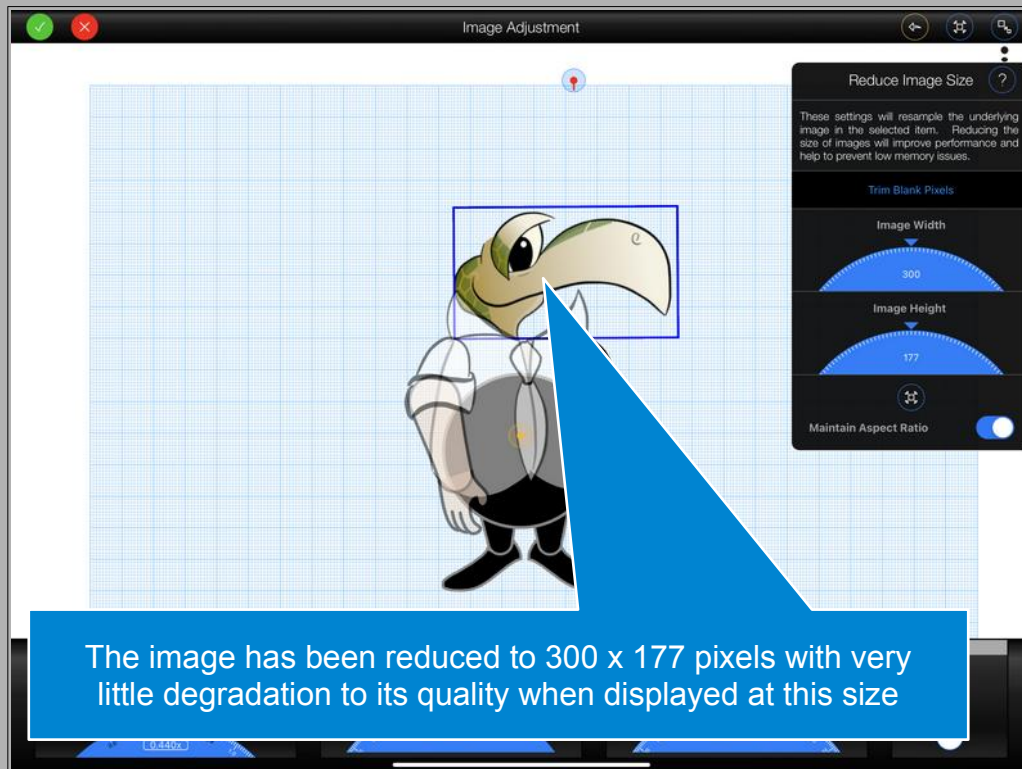 Image Adjustment
Reduce Image Size
?
These settings will resample the underlying
image in the selected item. Reducing the
size of images will improve performance and
help to prevent low memory issues.
Trim Blank Pixels
Image Width
300
Image Height
177
Maintain Aspect Ratio
The image has been reduced to 300 x 177 pixels with very
little degradation to its quality when displayed at this size
0.440x